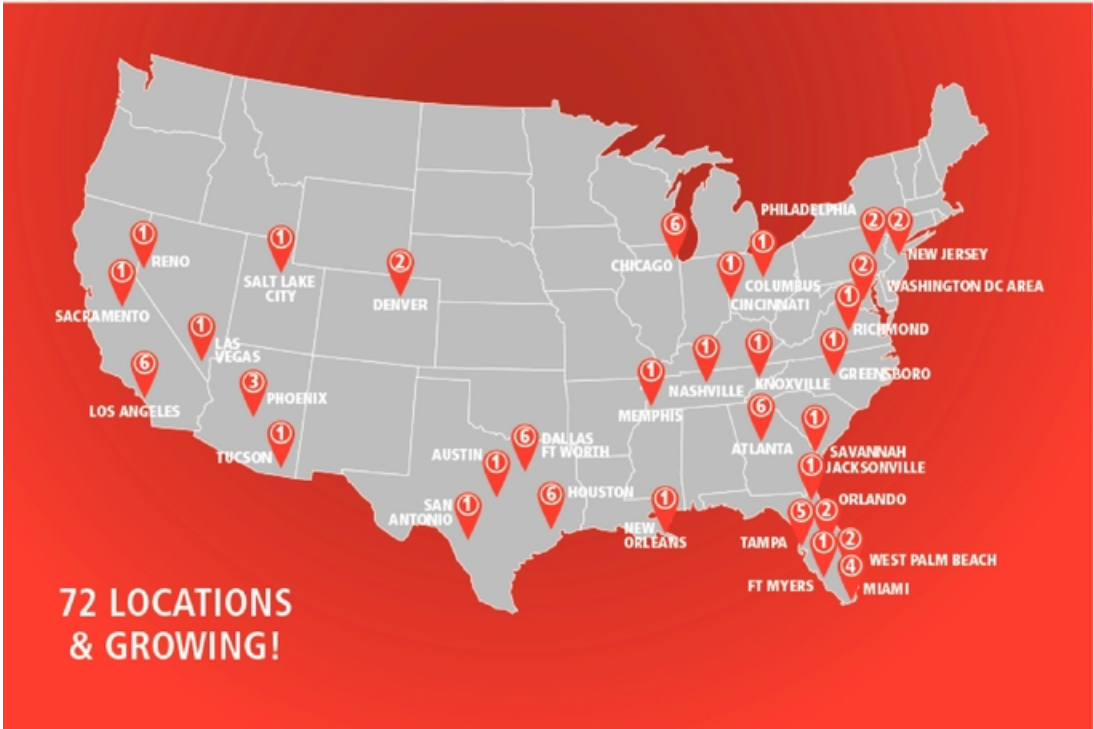 1
RENO
1
SACRAMENTO
1
SALT LAKE
CITY
2
DENVER
1
LAS
VEGAS
6
LOS ANGELES
3
PHOENIX
1
TUCSON
6
CHICAGO
PHILADELPHIA
2
2
NEW JERSEY
1
COLUMBUS
1
CINCINNATI
2
WASHINGTON DC AREA
1
RICHMOND
1
GREENSBORO
1
NASHVILLE
1
KNOXVILLE
1
MEMPHIS
6
ATLANTA
1
SAVANNAH
1
JACKSONVILLE
6
DALLAS
FT WORTH
AUSTIN
1
SAN
ANTONIO
1
6
HOUSTON
1
NEW
ORLEANS
ORLANDO
2
5
TAMPA
1
FT MYERS
2
WEST PALM BEACH
4
MIAMI
72 LOCATIONS
& GROWING!